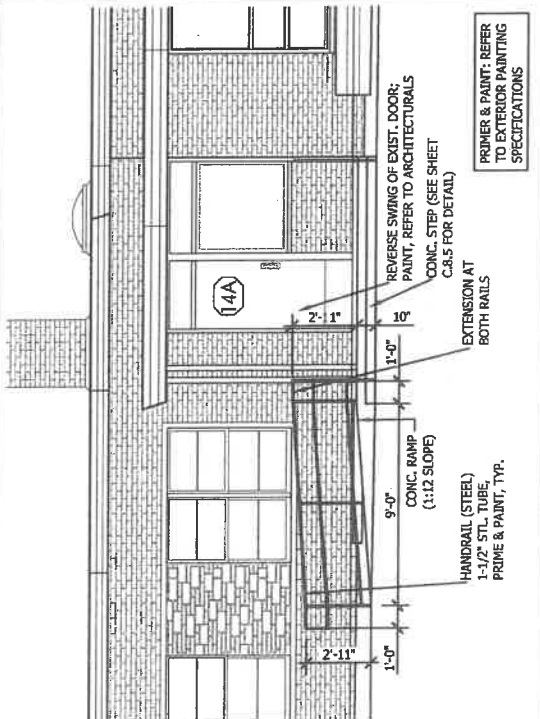 14A
REVERSE SWING OF EXIST. DOOR;
PAINT, REFER TO ARCHITECTURALS
CONC. STEP (SEE SHEET
C.8.5 FOR DETAIL)
2'-11"
10"
1'-0"
EXTENSION AT
BOTH RAILS
CONC. RAMP
(1:12 SLOPE)
9'-0"
HANDRAIL (STEEL)
1-1/2" STL. TUBE,
PRIME & PAINT, TYP.
2'-11"
1'-0"
PRIMER & PAINT: REFER
TO EXTERIOR PAINTING
SPECIFICATIONS